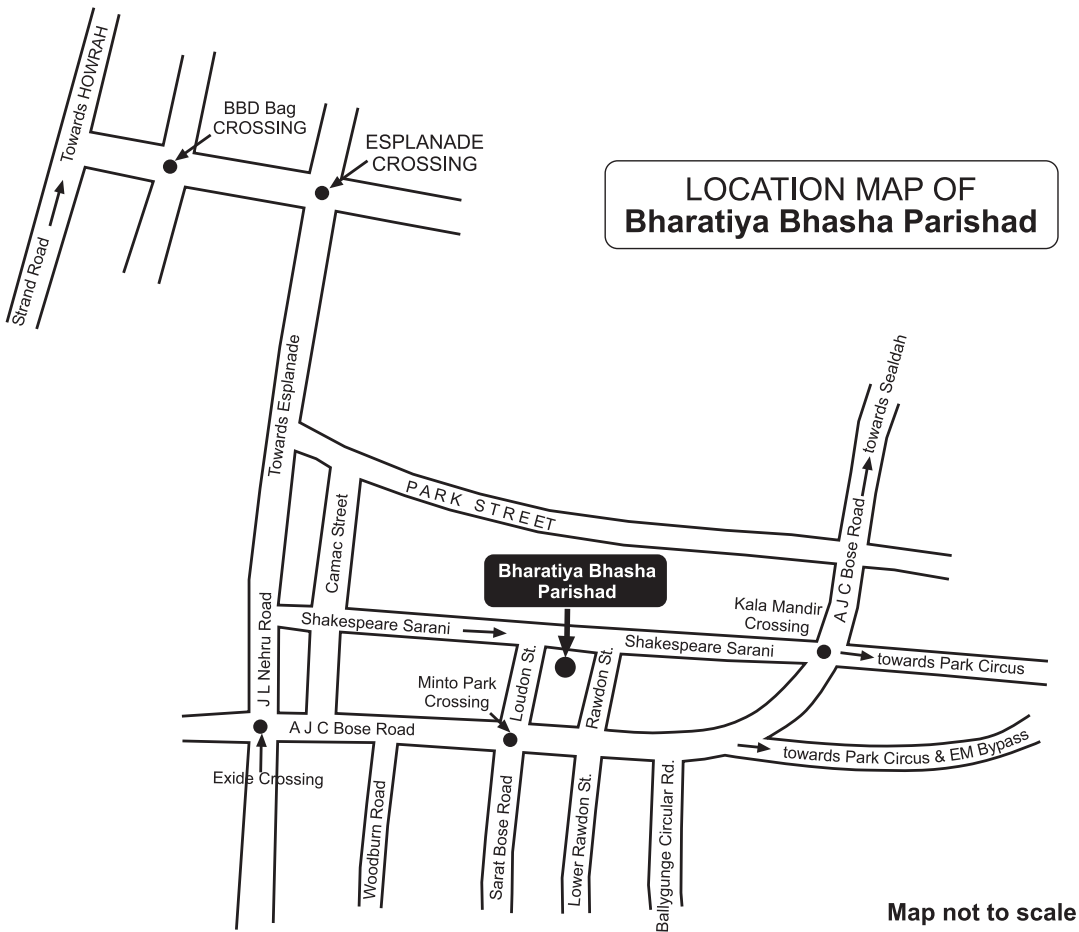 Towards HOWRAH
Strand Road
BBD Bag
CROSSING
ESPLANADE
CROSSING
LOCATION MAP OF
Bharatiya Bhasha Parishad
Towards Esplanade
PARK STREET
Camac Street
towards Sealdah
A J C Bose Road
Bharatiya Bhasha
Parishad
Kala Mandir
Crossing
Shakespeare Sarani
Shakespeare Sarani
towards Park Circus
J L Nehru Road
Loudon St.
Rawdon St.
Minto Park
Crossing
A J C Bose Road
towards Park Circus & EM Bypass
Exide Crossing
Woodburn Road
Sarat Bose Road
Lower Rawdon St.
Ballygunge Circular Rd.
Map not to scale